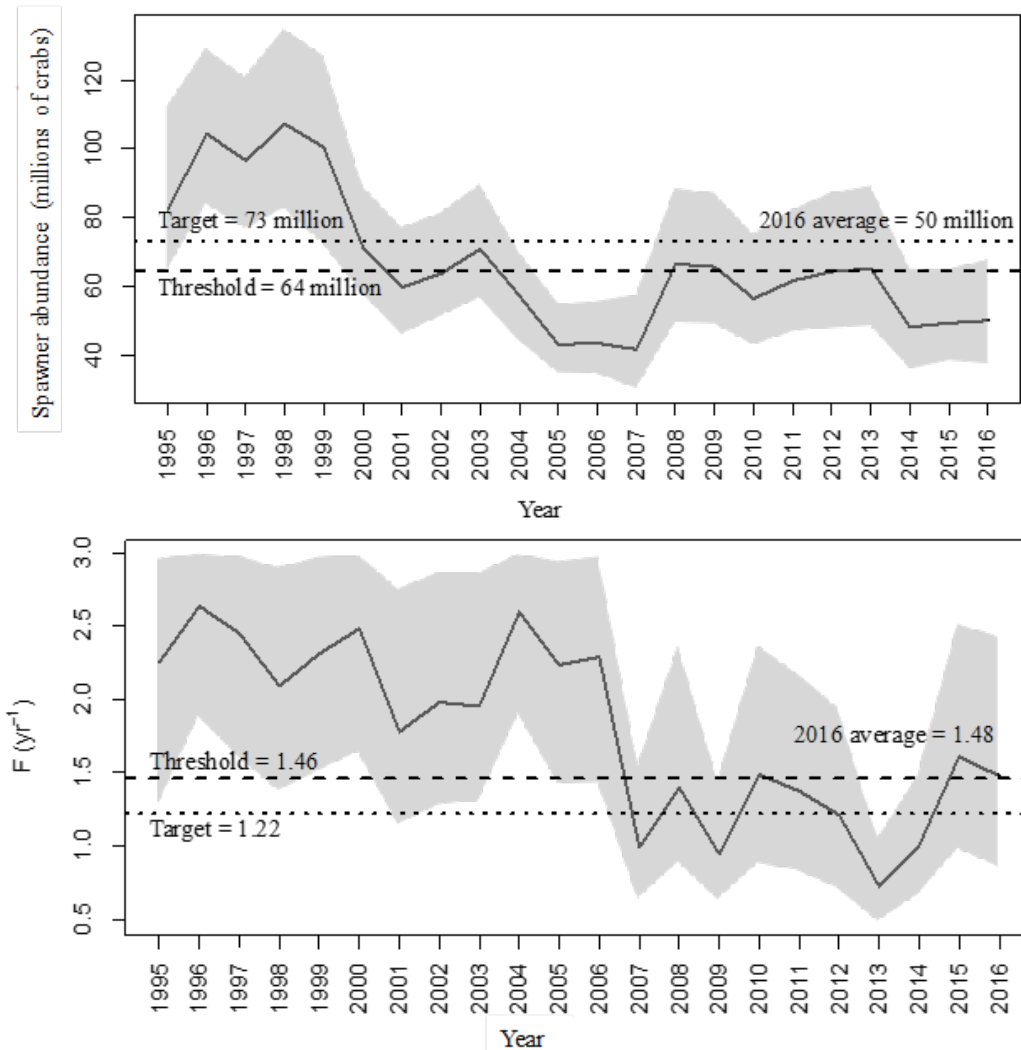 Spawner abundance (millions of crabs)
120
100
80
60
40
Target = 73 million
2016 average = 50 million
Threshold = 64 million
1995 1996 1997 1998 1999 2000 2001 2002 2003 2004 2005 2006 2007 2008 2009 2010 2011 2012 2013 2014 2015 2016
Year
F (yr⁻¹)
3.0
2.5
2.0
1.5
1.0
0.5
2016 average = 1.48
Threshold = 1.46
Target = 1.22
1995 1996 1997 1998 1999 2000 2001 2002 2003 2004 2005 2006 2007 2008 2009 2010 2011 2012 2013 2014 2015 2016
Year